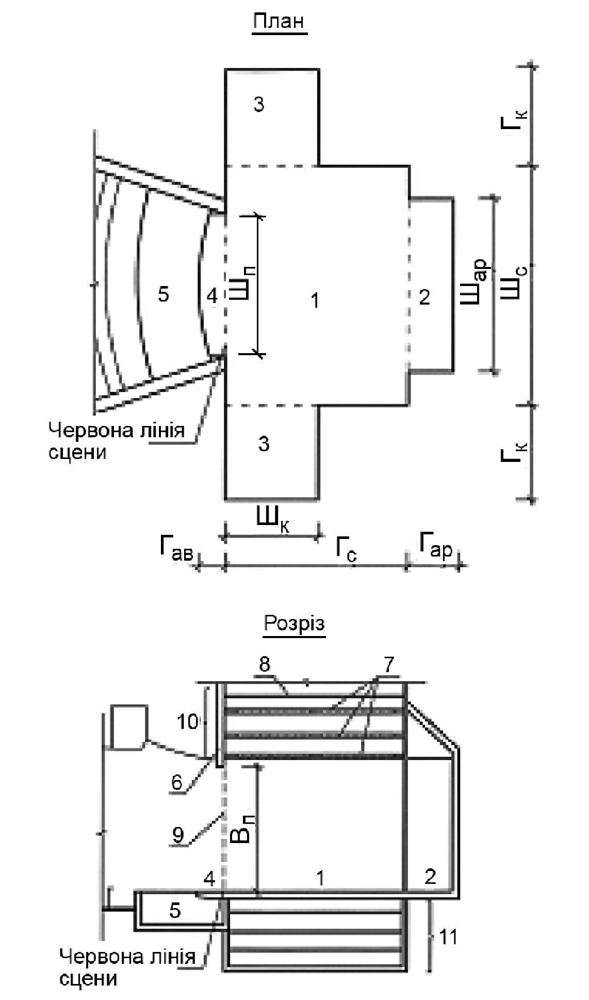 План
3
Гк
Шп
Шар
Шс
5
4
1
2
Червона лінія
сцени
3
Гк
Шк
Гав
Гс
Гар
Розріз
8
7
10
6
9
Вп
4
1
2
5
11
Червона лінія
сцени